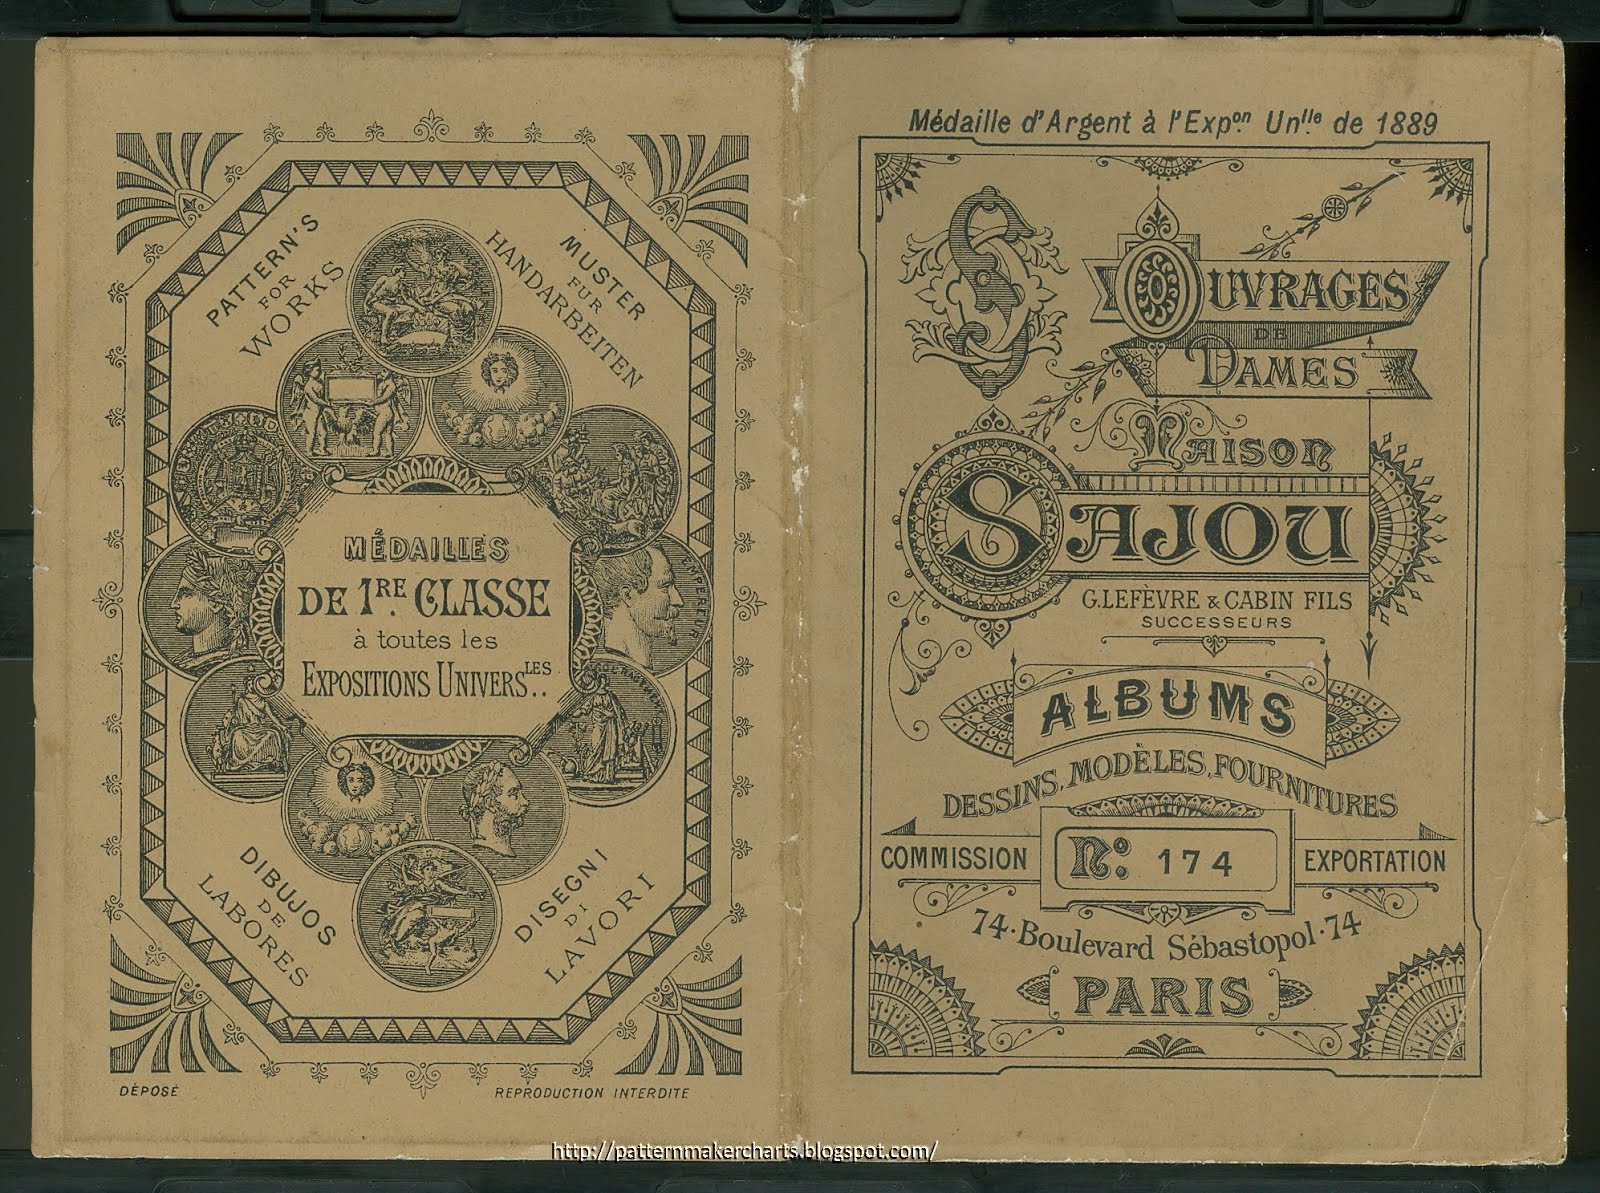 PATTERN'S
FOR
WORKS
MUSTER
FUR
HANDARBEITEN
EMPEREUR
MÉDAILLES
DE 1RE CLASSE
à toutes les
EXPOSITIONS UNIVERSLES..
DIBUJOS
DE
LABORES
DISEGNI
DI
LAVORI
DÉPOSÉ
REPRODUCTION INTERDITE
Médaille d'Argent à l'Expon. Unlle. de 1889
OUVRAGES
DE
DAMES
MAISON
SAJOU
G. LEFÈVRE & CABIN FILS
SUCCESSEURS
ALBUMS
DESSINS, MODÈLES, FOURNITURES
COMMISSION
No: 174
EXPORTATION
74·Boulevard Sébastopol·74
PARIS
http://patternmakercharts.blogspot.com/